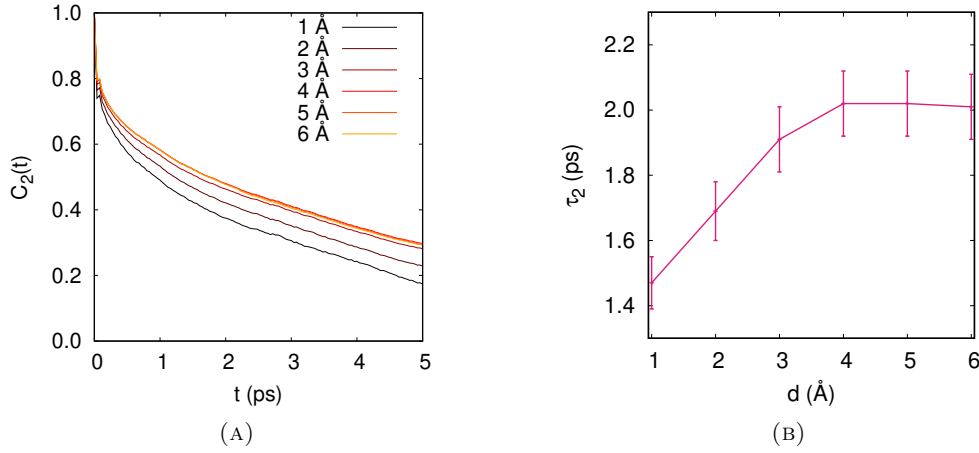 1.0
0.8
0.6
0.4
0.2
0.0
C2(t)
0 1 2 3 4 5
t (ps)
1 Å
2 Å
3 Å
4 Å
5 Å
6 Å
(A)
2.2
2.0
1.8
1.6
1.4
τ2 (ps)
1 2 3 4 5 6
d (Å)
(B)